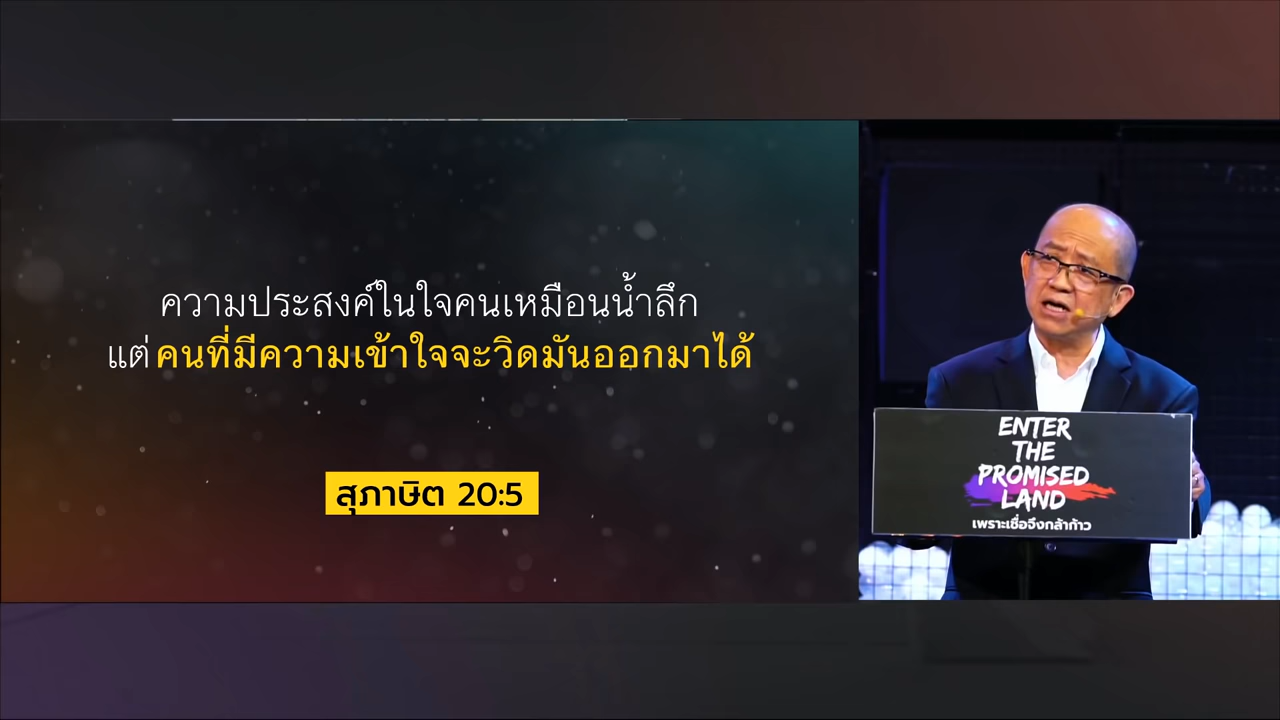 ความประสงค์ในใจคนเหมือนน้ำลึก
แต่คนที่มีความเข้าใจจะวิดมันออกมาได้
สุภาษิต 20:5
ENTER
THE
PROMISED
LAND
เพราะเชื่อจึงกล้าก้าว